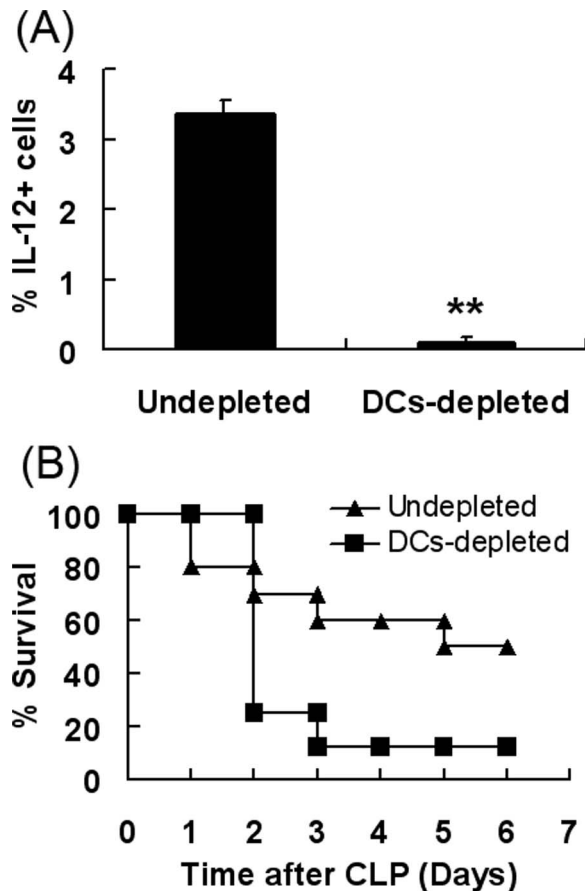 (A)
4
3
2
1
0
% IL-12+ cells
**
Undepleted DCs-depleted
(B)
100
80
60
40
20
0
% Survival
Undepleted
DCs-depleted
0 1 2 3 4 5 6 7
Time after CLP (Days)